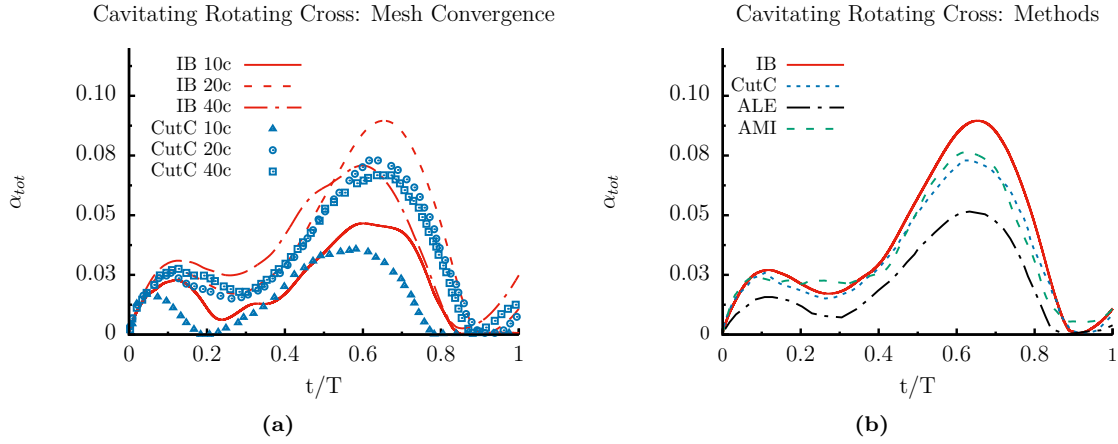 Cavitating Rotating Cross: Mesh Convergence
IB 10c
IB 20c
IB 40c
CutC 10c
CutC 20c
CutC 40c
0.10
0.08
0.05
0.03
0
α_tot
0 0.2 0.4 0.6 0.8 1
t/T
(a)
Cavitating Rotating Cross: Methods
IB
CutC
ALE
AMI
0.10
0.08
0.05
0.03
0
α_tot
0 0.2 0.4 0.6 0.8 1
t/T
(b)